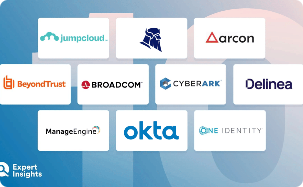 jumpcloud
arcon
BeyondTrust
BROADCOM
CYBERARK
Delinea
ManageEngine
okta
ONE IDENTITY
Expert
Insights